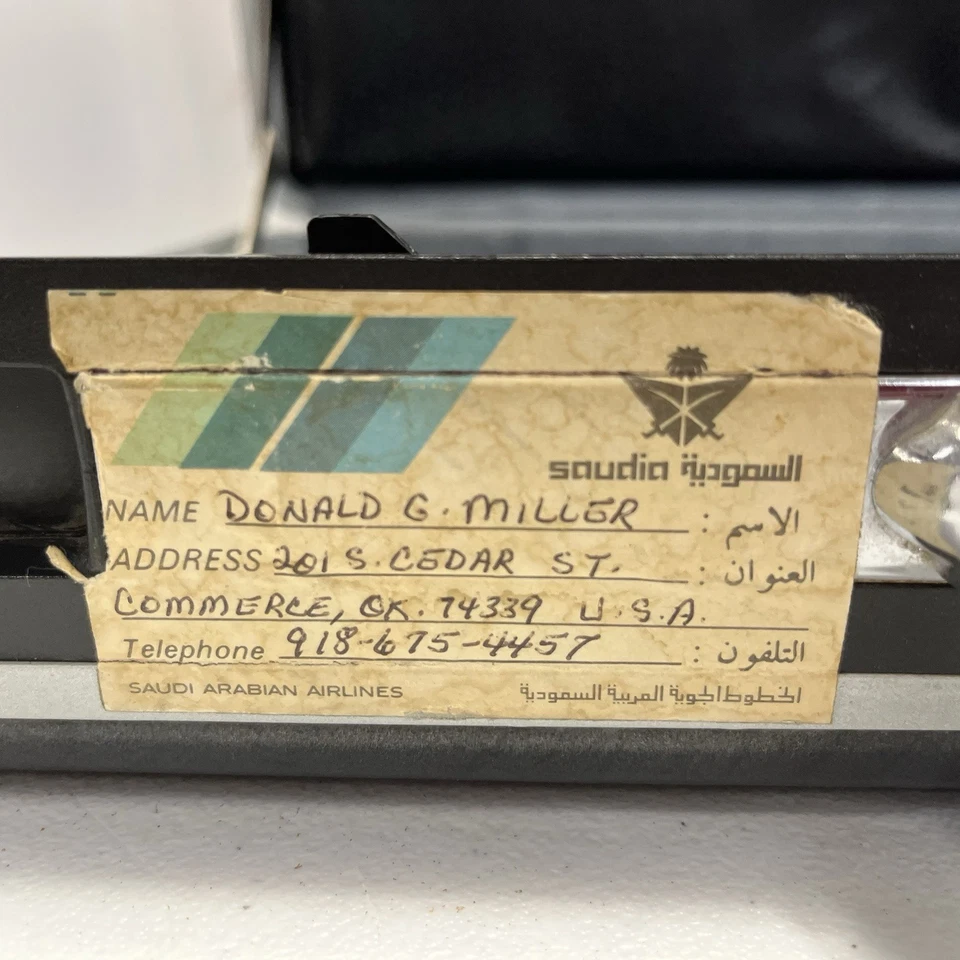 saudia السعودية
NAME DONALD G. MILLER : الاسم
ADDRESS 201 S. CEDAR ST. : العنوان
COMMERCE, OK. 74339 U.S.A.
Telephone 918-675-4457 : التلفون
SAUDI ARABIAN AIRLINES الخطوط الجوية العربية السعودية